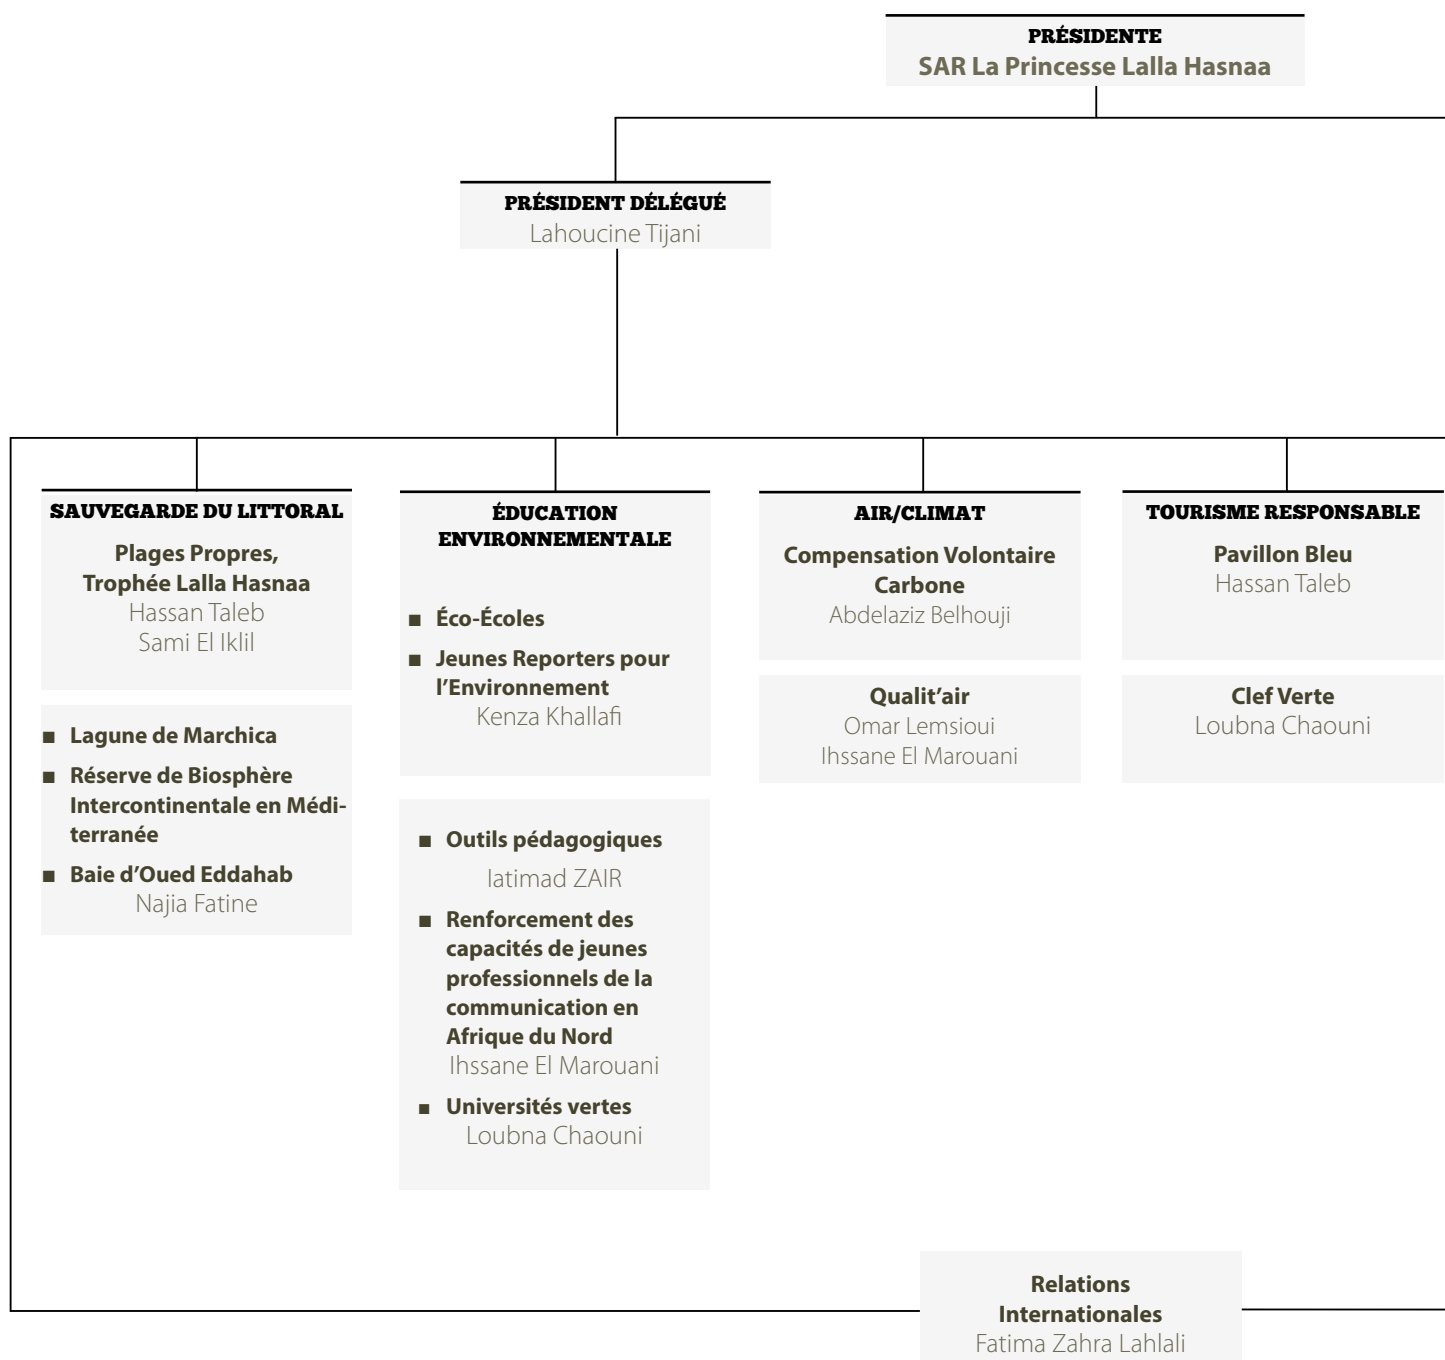 PRÉSIDENTE
SAR La Princesse Lalla Hasnaa
PRÉSIDENT DÉLÉGUÉ
Lahoucine Tijani
SAUVEGARDE DU LITTORAL
Plages Propres,
Trophée Lalla Hasnaa
Hassan Taleb
Sami El Iklil
■ Lagune de Marchica
■ Réserve de Biosphère
Intercontinentale en Médi-
terranée
■ Baie d’Oued Eddahab
Najia Fatine
ÉDUCATION
ENVIRONNEMENTALE
■ Éco-Écoles
■ Jeunes Reporters pour
l’Environnement
Kenza Khallafi
■ Outils pédagogiques
Iatimad ZAIR
■ Renforcement des
capacités de jeunes
professionnels de la
communication en
Afrique du Nord
Ihssane El Marouani
■ Universités vertes
Loubna Chaouni
AIR/CLIMAT
Compensation Volontaire
Carbone
Abdelaziz Belhouji
Qualit’air
Omar Lemsioui
Ihssane El Marouani
TOURISME RESPONSABLE
Pavillon Bleu
Hassan Taleb
Clef Verte
Loubna Chaouni
Relations
Internationales
Fatima Zahra Lahlali